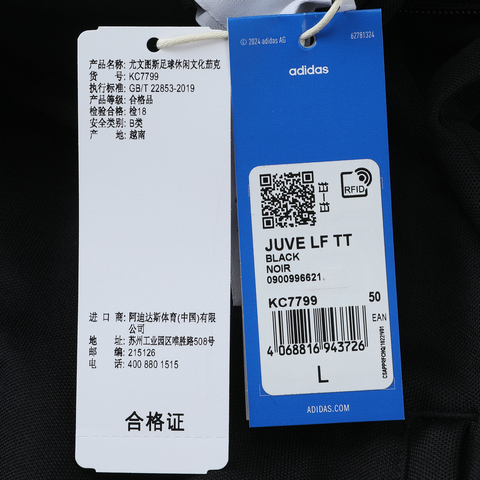 产品名称: 尤文图斯足球休闲文化茄克
货 号: KC7799
执行标准: GB/T 22853-2019
产品等级: 合格品
检验合格: 检18
安全类别: B类
产 地: 越南
进 口 商: 阿迪达斯体育(中国)有限
公司
地 址: 苏州工业园区唯胜路508号
邮 编: 215126
电 话: 400 880 1515
合格证
© 2024 adidas AG
62781324
adidas
RFID
JUVE LF TT
BLACK
NOIR
0900996621
KC7799
50
EAN
4 068816 943726
L
ADIDAS.COM